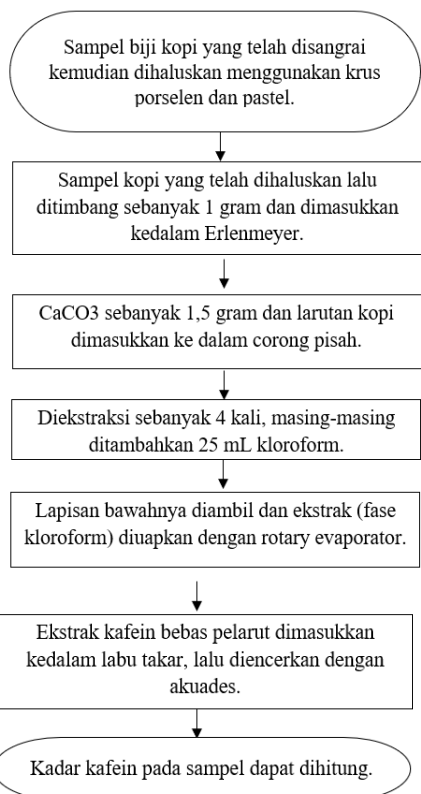 Sampel biji kopi yang telah disangrai
kemudian dihaluskan menggunakan krus
porselen dan pastel.
Sampel kopi yang telah dihaluskan lalu
ditimbang sebanyak 1 gram dan dimasukkan
kedalam Erlenmeyer.
CaCO3 sebanyak 1,5 gram dan larutan kopi
dimasukkan ke dalam corong pisah.
Diekstraksi sebanyak 4 kali, masing-masing
ditambahkan 25 mL kloroform.
Lapisan bawahnya diambil dan ekstrak (fase
kloroform) diuapkan dengan rotary evaporator.
Ekstrak kafein bebas pelarut dimasukkan
kedalam labu takar, lalu diencerkan dengan
akuades.
Kadar kafein pada sampel dapat dihitung.